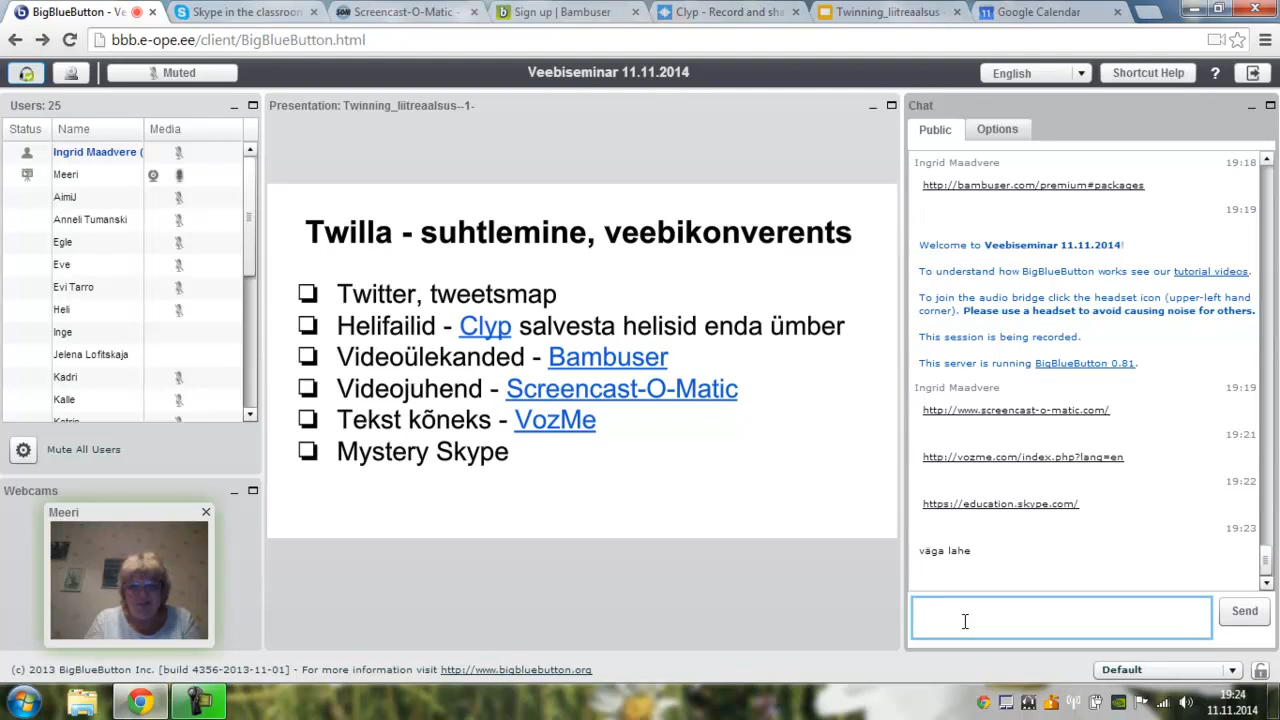 BigBlueButton - Ve
Skype in the classroom
Screencast-O-Matic -
Sign up | Bambuser
Clyp - Record and sha
Twinning_liitreaalsus -
Google Calendar
bbb.e-ope.ee/client/BigBlueButton.html
Muted
Veebiseminar 11.11.2014
English
Shortcut Help
?
Users: 25
Status Name Media
Ingrid Maadvere (
Meeri
AimiJ
Anneli Tumanski
Egle
Eve
Evi Tarro
Heli
Inge
Jelena Lofitskaja
Kadri
Kalle
Mute All Users
Webcams
Meeri
Presentation: Twinning_liitreaalsus--1-
Twilla - suhtlemine, veebikonverents
Twitter, tweetsmap
Helifailid - Clyp salvesta helisid enda ümber
Videoülekanded - Bambuser
Videojuhend - Screencast-O-Matic
Tekst kõneks - VozMe
Mystery Skype
Chat
Public Options
Ingrid Maadvere 19:18
http://bambuser.com/premium#packages
19:19
Welcome to Veebiseminar 11.11.2014!
To understand how BigBlueButton works see our tutorial videos.
To join the audio bridge click the headset icon (upper-left hand
corner). Please use a headset to avoid causing noise for others.
This session is being recorded.
This server is running BigBlueButton 0.81.
Ingrid Maadvere 19:19
http://www.screencast-o-matic.com/
19:21
http://vozme.com/index.php?lang=en
19:22
https://education.skype.com/
19:23
väga lahe
Send
(c) 2013 BigBlueButton Inc. [build 4356-2013-11-01] - For more information visit http://www.bigbluebutton.org
Default
19:24
11.11.2014